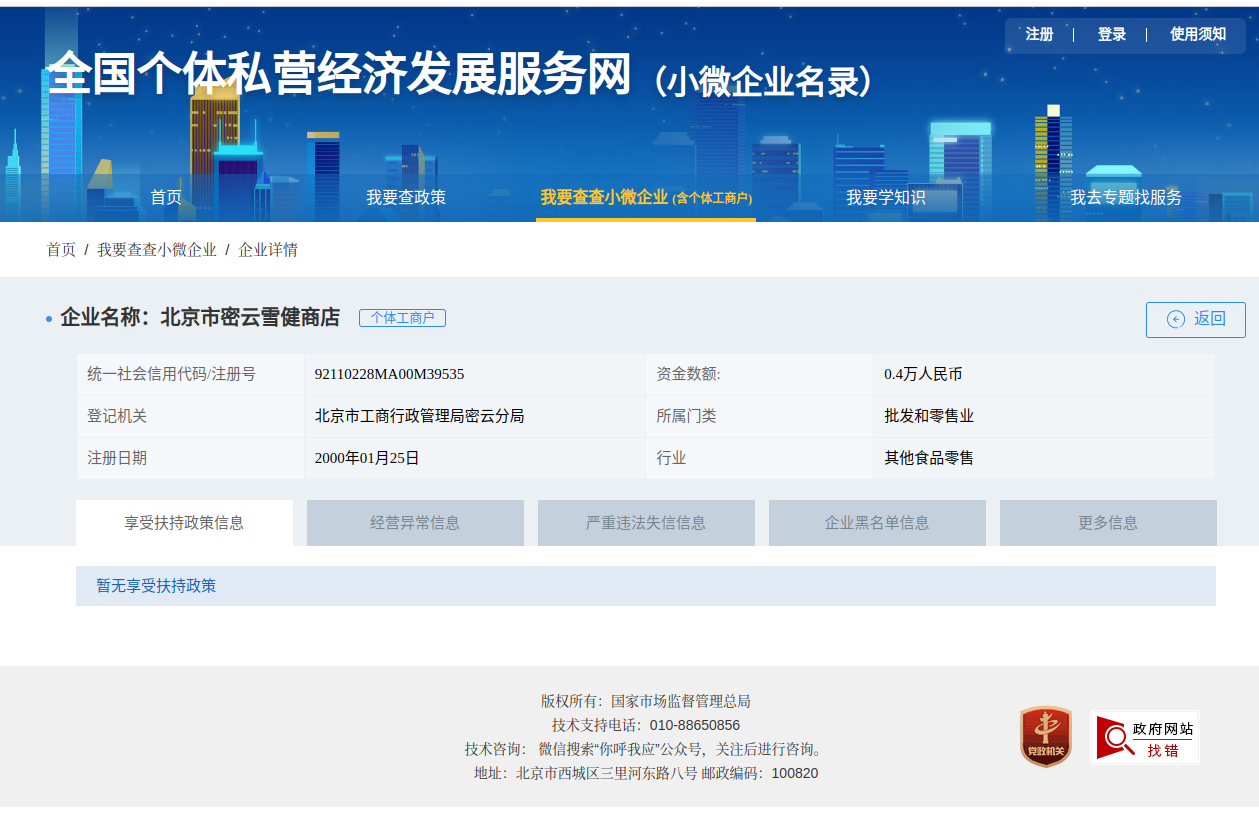 注册 | 登录 | 使用须知
全国个体私营经济发展服务网（小微企业名录）
首页 我要查政策 我要查查小微企业 (含个体工商户) 我要学知识 我去专题找服务
首页 / 我要查查小微企业 / 企业详情
企业名称：北京市密云雪健商店 个体工商户 返回
统一社会信用代码/注册号 92110228MA00M39535 资金数额: 0.4万人民币
登记机关 北京市工商行政管理局密云分局 所属门类 批发和零售业
注册日期 2000年01月25日 行业 其他食品零售
享受扶持政策信息 经营异常信息 严重违法失信信息 企业黑名单信息 更多信息
暂无享受扶持政策
版权所有：国家市场监督管理总局
技术支持电话：010-88650856
技术咨询： 微信搜索“你呼我应”公众号，关注后进行咨询。
地址：北京市西城区三里河东路八号 邮政编码：100820
党政机关
政府网站
找错